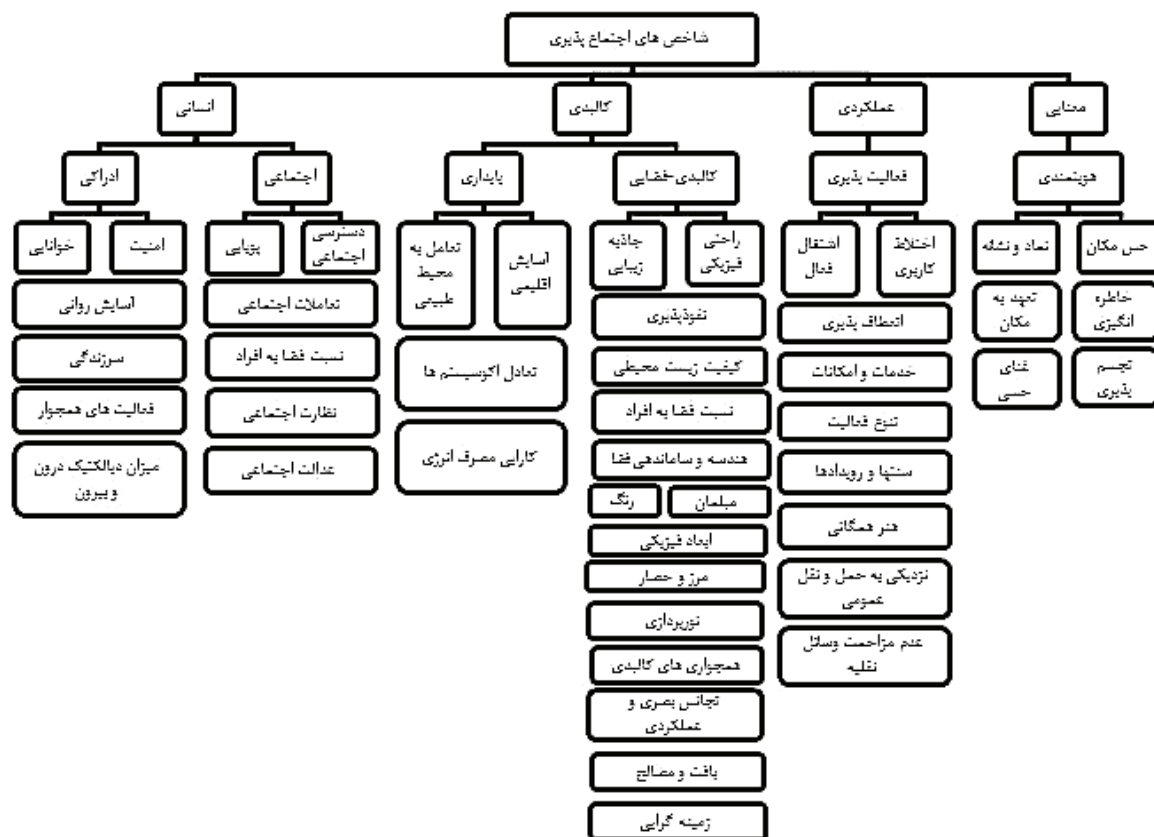 شاخص های اجتماع پذیری
معنایی
عملکردی
کالبدی
انسانی
هویتمندی
فعالیت پذیری
کالبدی-فضایی
پایداری
اجتماعی
ادراکی
حس مکان
نماد و نشانه
خاطره
انگیزی
تعهد به
مکان
تجسم
پذیری
غنای
حسی
اختلاط
کاربری
اشتغال
فعال
انعطاف پذیری
خدمات و امکانات
تنوع فعالیت
سنتها و رویدادها
هنر همگانی
نزدیکی به حمل و نقل
عمومی
عدم مزاحمت وسائل
نقلیه
راحتی
فیزیکی
جاذبه
زیبایی
نفوذپذیری
کیفیت زیست محیطی
نسبت فضا به افراد
هندسه و ساماندهی فضا
مبلمان
رنگ
ابعاد فیزیکی
مرز و حصار
نورپردازی
همجواری های کالبدی
تجانس بصری و
عملکردی
بافت و مصالح
زمینه گرایی
آسایش
اقلیمی
تعامل به
محیط
طبیعی
تعادل اکوسیستم ها
کارایی مصرف انرژی
دسترسی
اجتماعی
پویایی
تعاملات اجتماعی
نسبت فضا به افراد
نظارت اجتماعی
عدالت اجتماعی
امنیت
خوانایی
آسایش روانی
سرزندگی
فعالیت های همجوار
میزان دیالکتیک درون
و بیرون